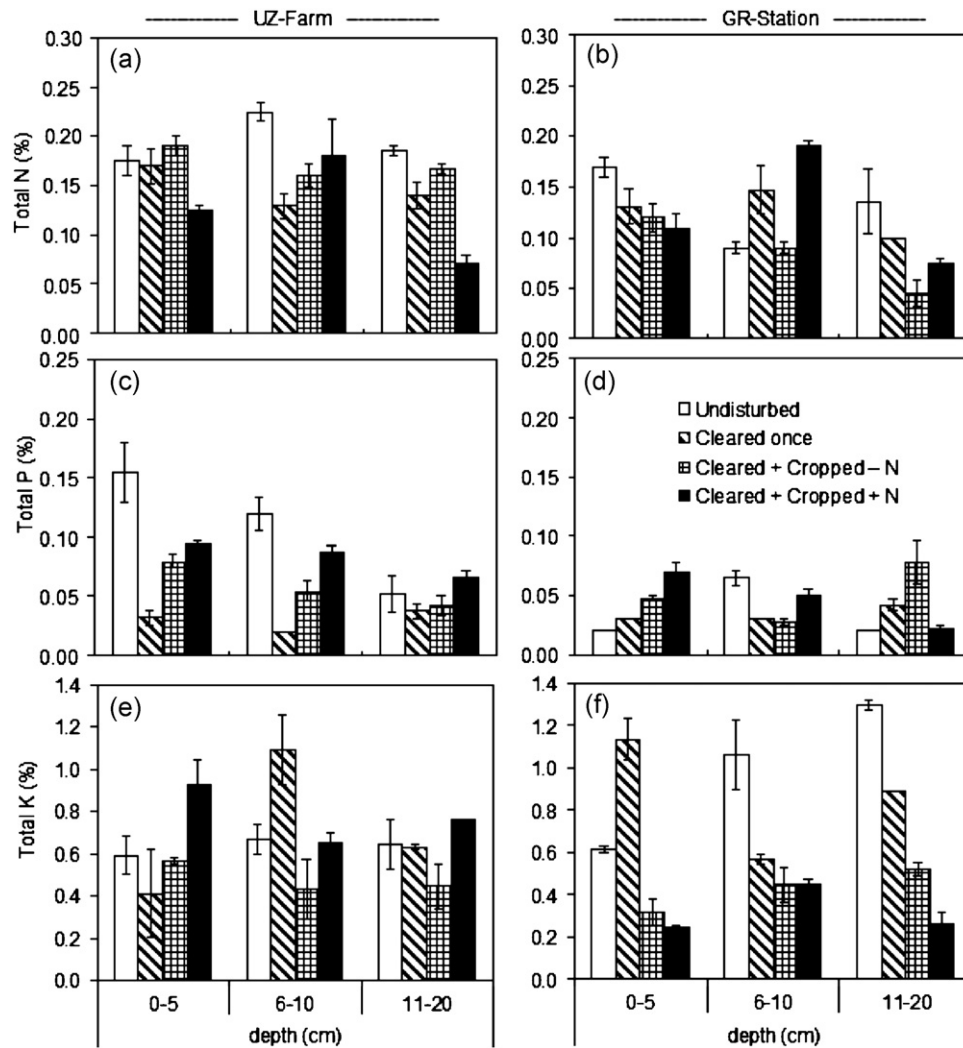 UZ-Farm
GR-Station
(a)
Total N (%)
0.30
0.25
0.20
0.15
0.10
0.05
0.00
(b)
0.30
0.25
0.20
0.15
0.10
0.05
0.00
(c)
Total P (%)
0.25
0.20
0.15
0.10
0.05
0.00
(d)
0.25
0.20
0.15
0.10
0.05
0.00
Undisturbed
Cleared once
Cleared + Cropped – N
Cleared + Cropped + N
(e)
Total K (%)
1.4
1.2
1.0
0.8
0.6
0.4
0.2
0.0
0-5
6-10
11-20
depth (cm)
(f)
1.4
1.2
1.0
0.8
0.6
0.4
0.2
0.0
0-5
6-10
11-20
depth (cm)